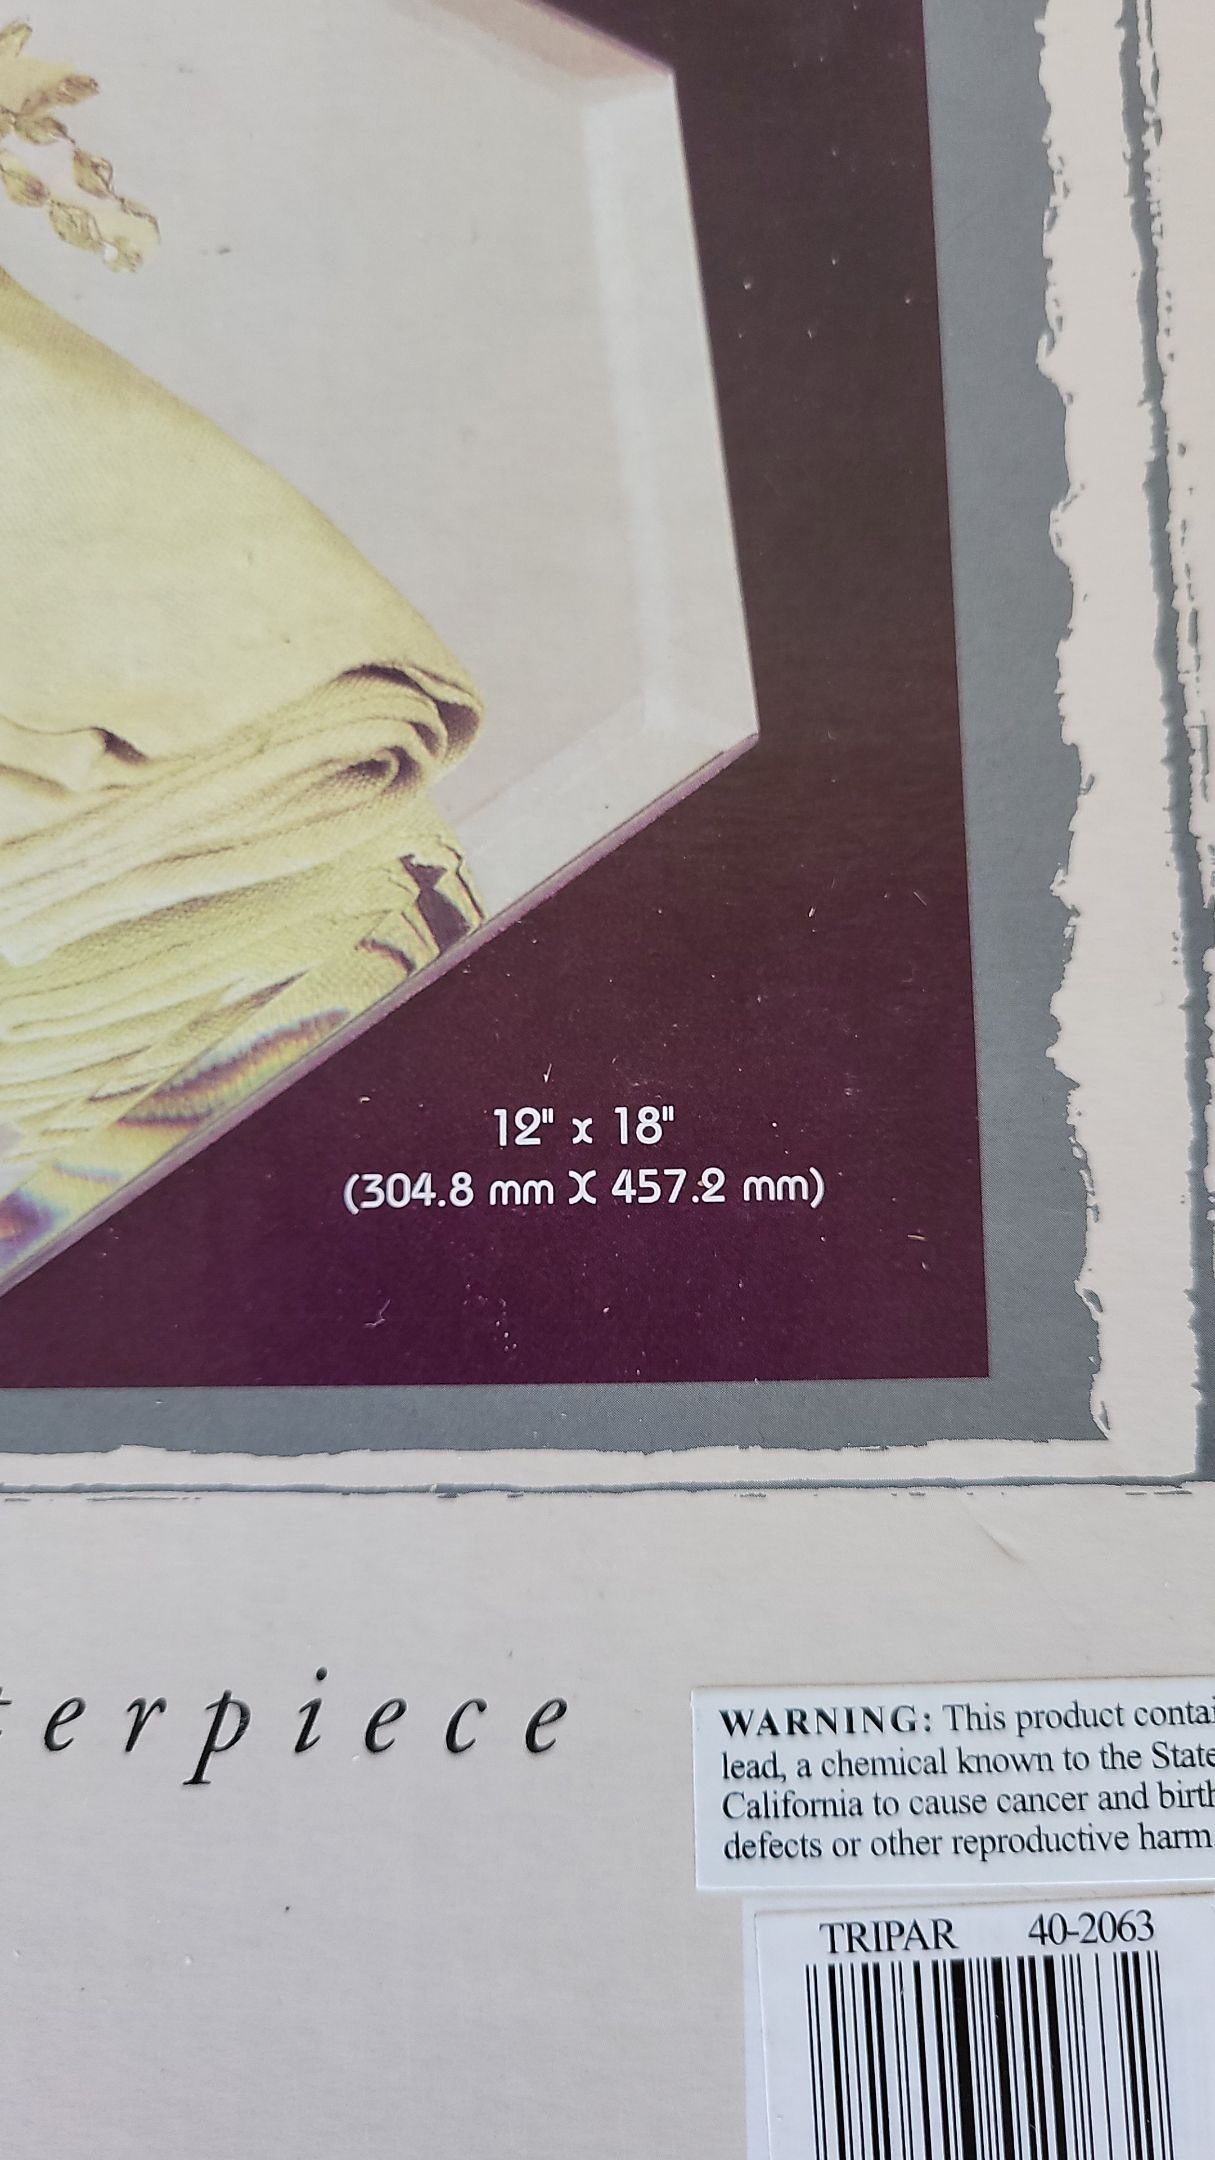 12" x 18"
(304.8 mm X 457.2 mm)
terpiece
WARNING: This product contai
lead, a chemical known to the State
California to cause cancer and birth
defects or other reproductive harm
TRIPAR 40-2063